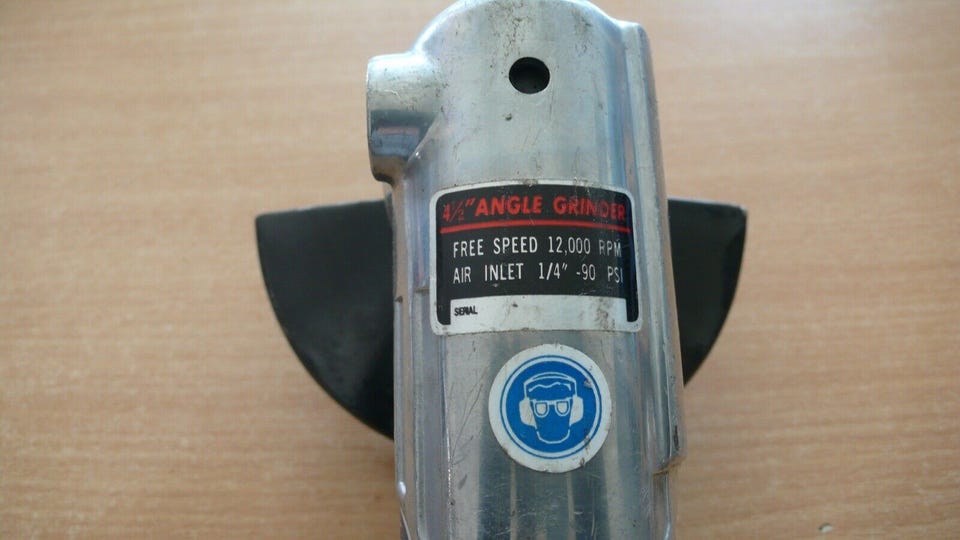 4½" ANGLE GRINDER
FREE SPEED 12,000 RPM
AIR INLET 1/4" -90 PSI
SERIAL